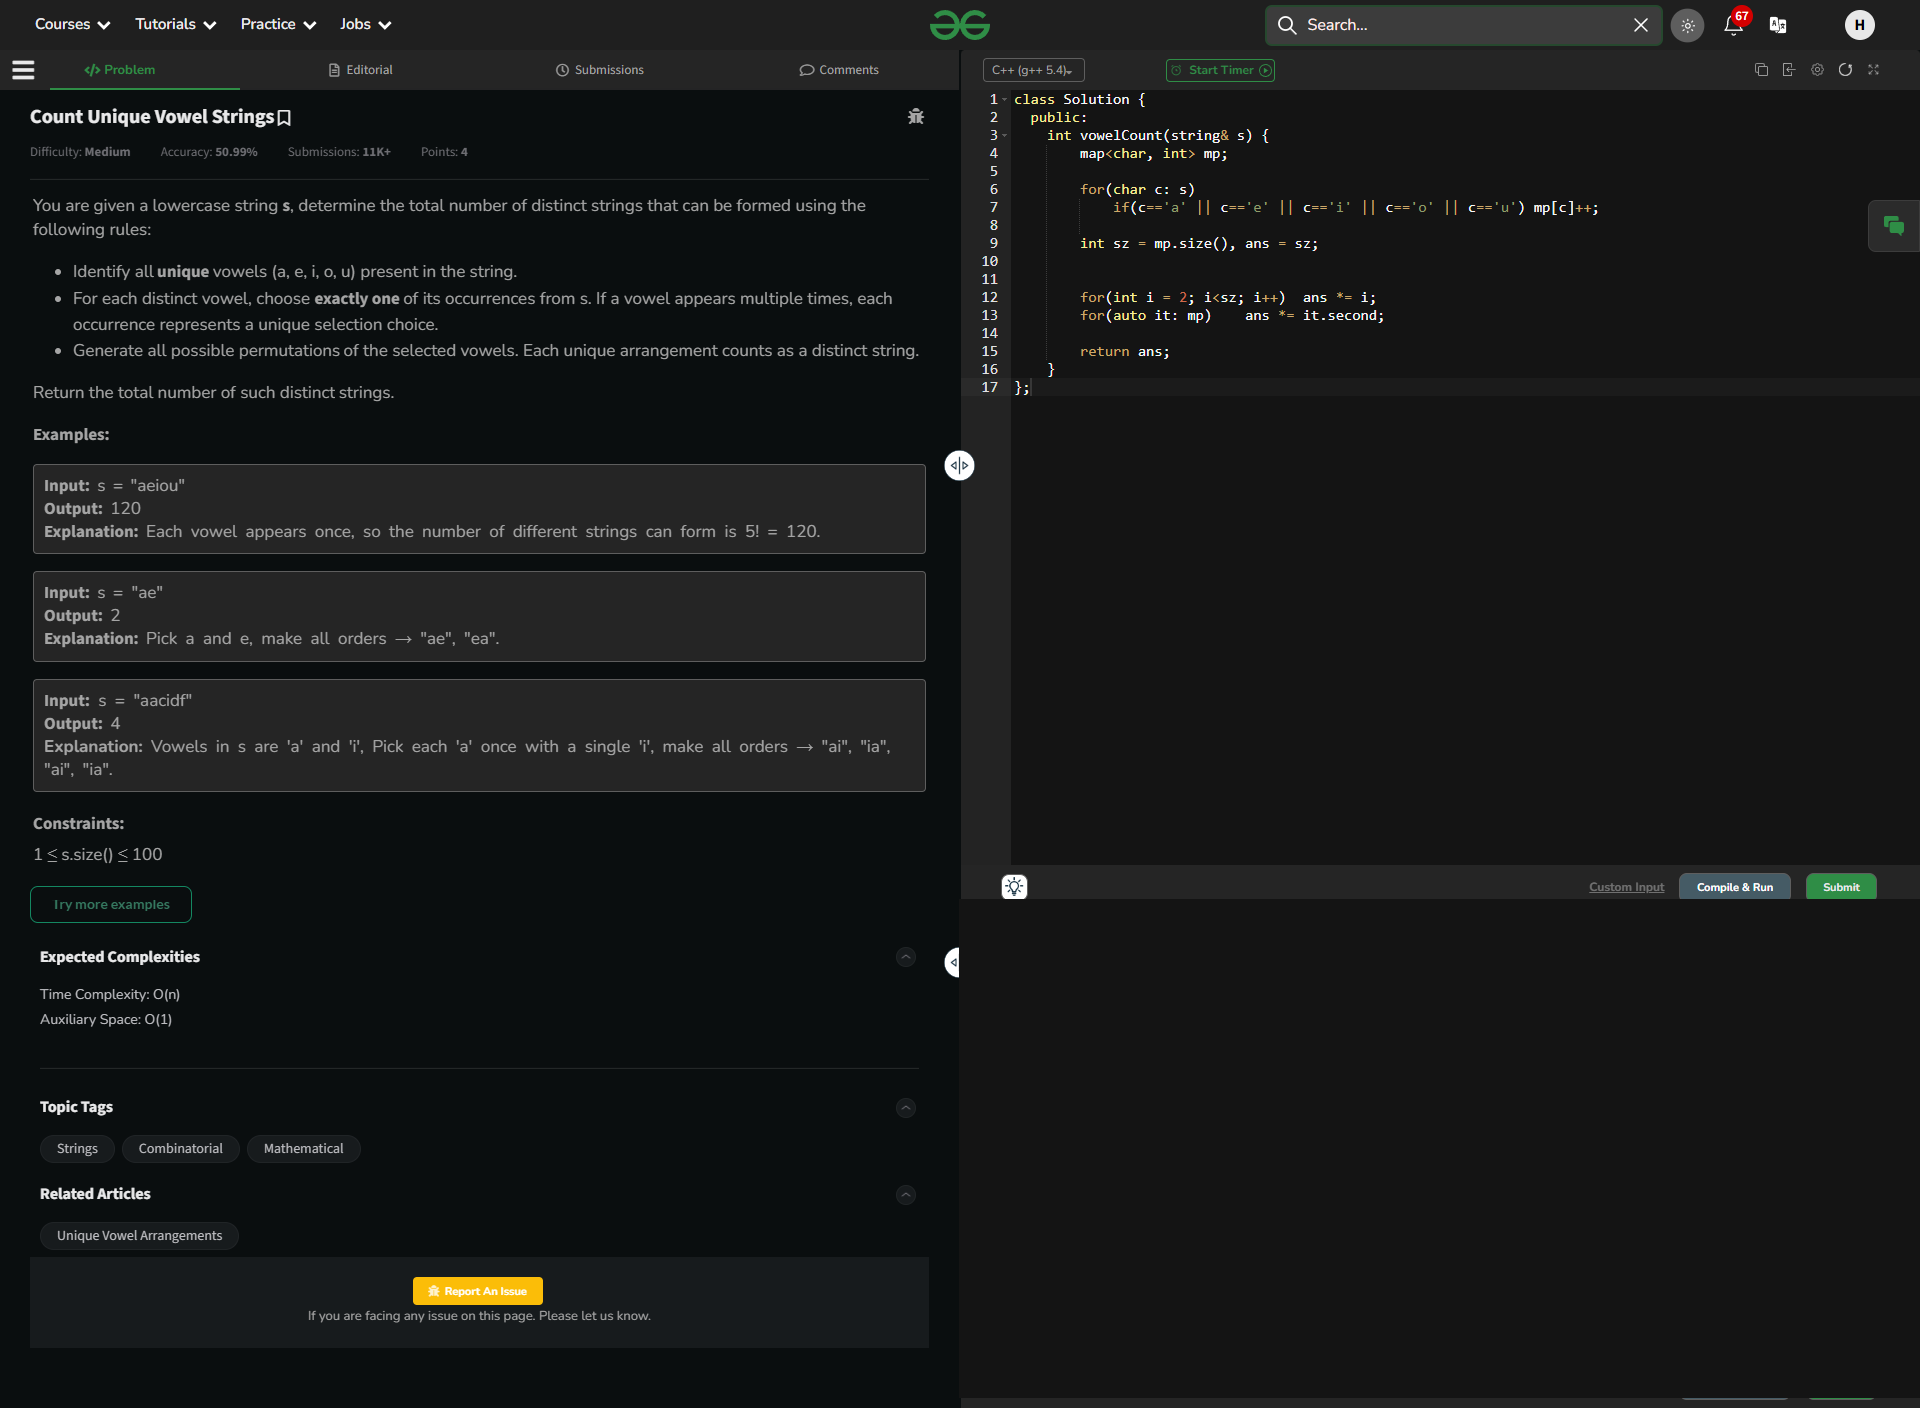 Courses
Tutorials
Practice
Jobs
Search...
67
H
Problem
Editorial
Submissions
Comments
C++ (g++ 5.4)
Start Timer
Count Unique Vowel Strings
Difficulty: Medium Accuracy: 50.99% Submissions: 11K+ Points: 4
You are given a lowercase string s, determine the total number of distinct strings that can be formed using the
following rules:
• Identify all unique vowels (a, e, i, o, u) present in the string.
• For each distinct vowel, choose exactly one of its occurrences from s. If a vowel appears multiple times, each
occurrence represents a unique selection choice.
• Generate all possible permutations of the selected vowels. Each unique arrangement counts as a distinct string.
Return the total number of such distinct strings.
Examples:
Input: s = "aeiou"
Output: 120
Explanation: Each vowel appears once, so the number of different strings can form is 5! = 120.
Input: s = "ae"
Output: 2
Explanation: Pick a and e, make all orders → "ae", "ea".
Input: s = "aacidf"
Output: 4
Explanation: Vowels in s are 'a' and 'i', Pick each 'a' once with a single 'i', make all orders → "ai", "ia",
"ai", "ia".
Constraints:
1 ≤ s.size() ≤ 100
Try more examples
Expected Complexities
Time Complexity: O(n)
Auxiliary Space: O(1)
Topic Tags
Strings
Combinatorial
Mathematical
Related Articles
Unique Vowel Arrangements
Report An Issue
If you are facing any issue on this page. Please let us know.
1 class Solution {
2 public:
3 int vowelCount(string& s) {
4 map<char, int> mp;
5
6 for(char c: s)
7 if(c=='a' || c=='e' || c=='i' || c=='o' || c=='u') mp[c]++;
8
9 int sz = mp.size(), ans = sz;
10
11
12 for(int i = 2; i<sz; i++) ans *= i;
13 for(auto it: mp) ans *= it.second;
14
15 return ans;
16 }
17 };
Custom Input
Compile & Run
Submit